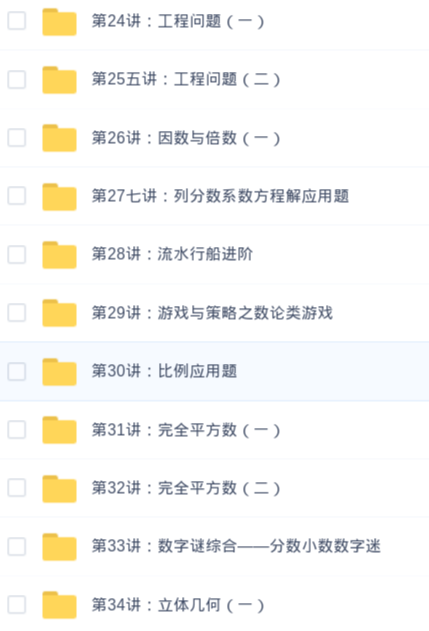 第24讲：工程问题（一）
第25五讲：工程问题（二）
第26讲：因数与倍数（一）
第27七讲：列分数系数方程解应用题
第28讲：流水行船进阶
第29讲：游戏与策略之数论类游戏
第30讲：比例应用题
第31讲：完全平方数（一）
第32讲：完全平方数（二）
第33讲：数字谜综合——分数小数数字迷
第34讲：立体几何（一）